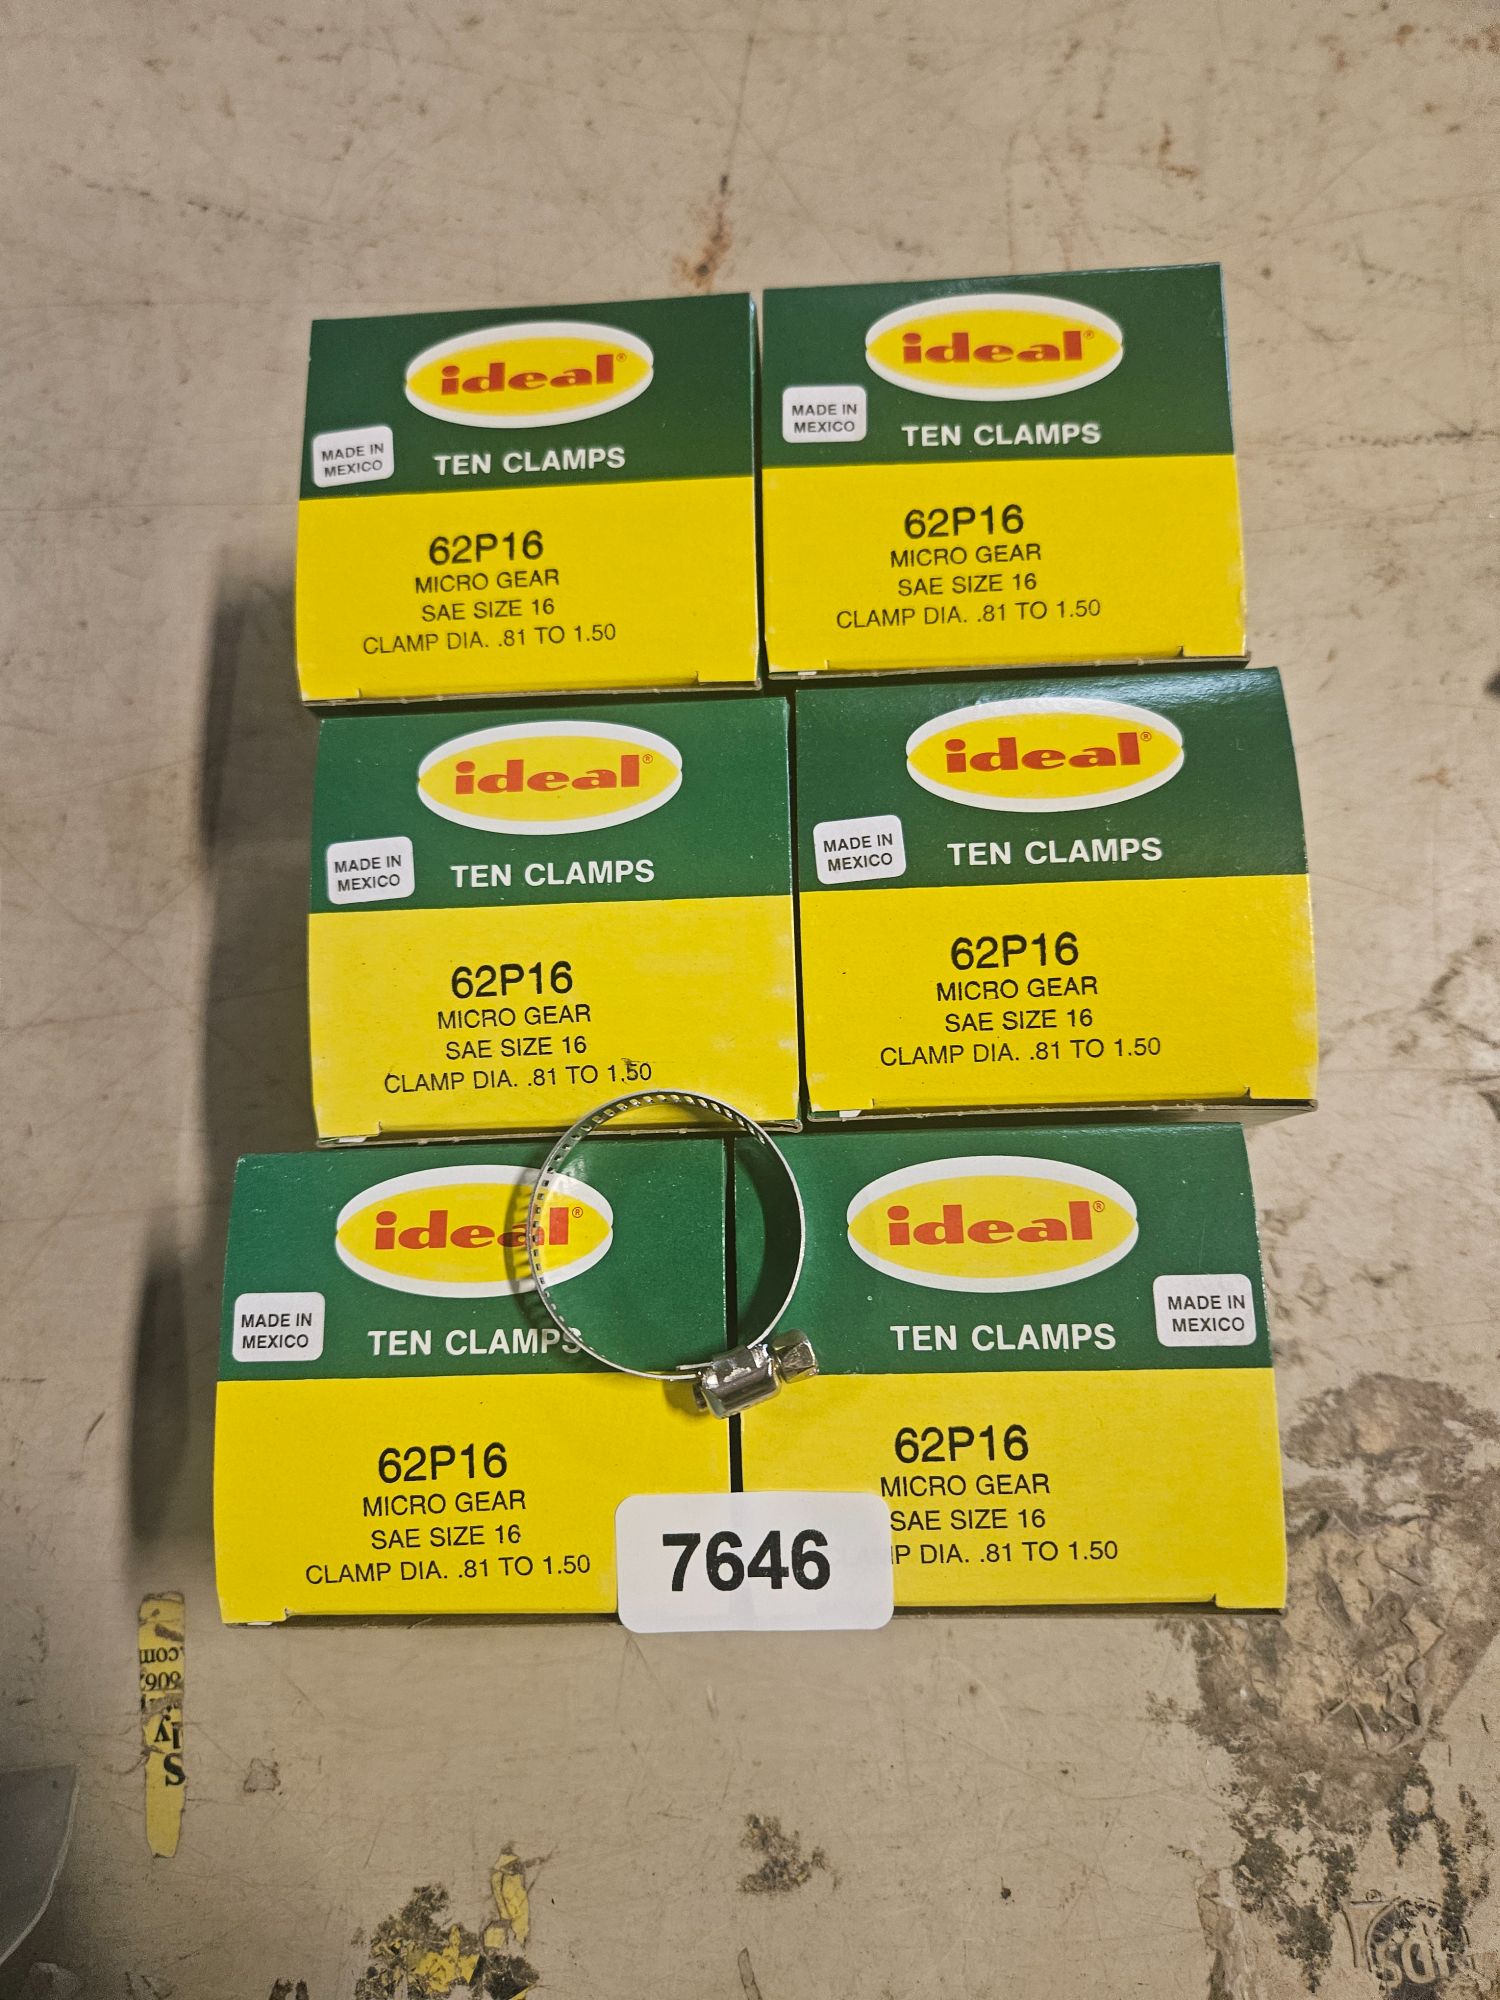 ideal®
MADE IN
MEXICO
TEN CLAMPS
62P16
MICRO GEAR
SAE SIZE 16
CLAMP DIA. .81 TO 1.50
ideal®
MADE IN
MEXICO
TEN CLAMPS
62P16
MICRO GEAR
SAE SIZE 16
CLAMP DIA. .81 TO 1.50
ideal®
MADE IN
MEXICO
TEN CLAMPS
62P16
MICRO GEAR
SAE SIZE 16
CLAMP DIA. .81 TO 1.50
ideal®
MADE IN
MEXICO
TEN CLAMPS
62P16
MICRO GEAR
SAE SIZE 16
CLAMP DIA. .81 TO 1.50
ideal®
MADE IN
MEXICO
TEN CLAMPS
62P16
MICRO GEAR
SAE SIZE 16
CLAMP DIA. .81 TO 1.50
ideal®
MADE IN
MEXICO
TEN CLAMPS
62P16
MICRO GEAR
SAE SIZE 16
DIA. .81 TO 1.50
7646
.com